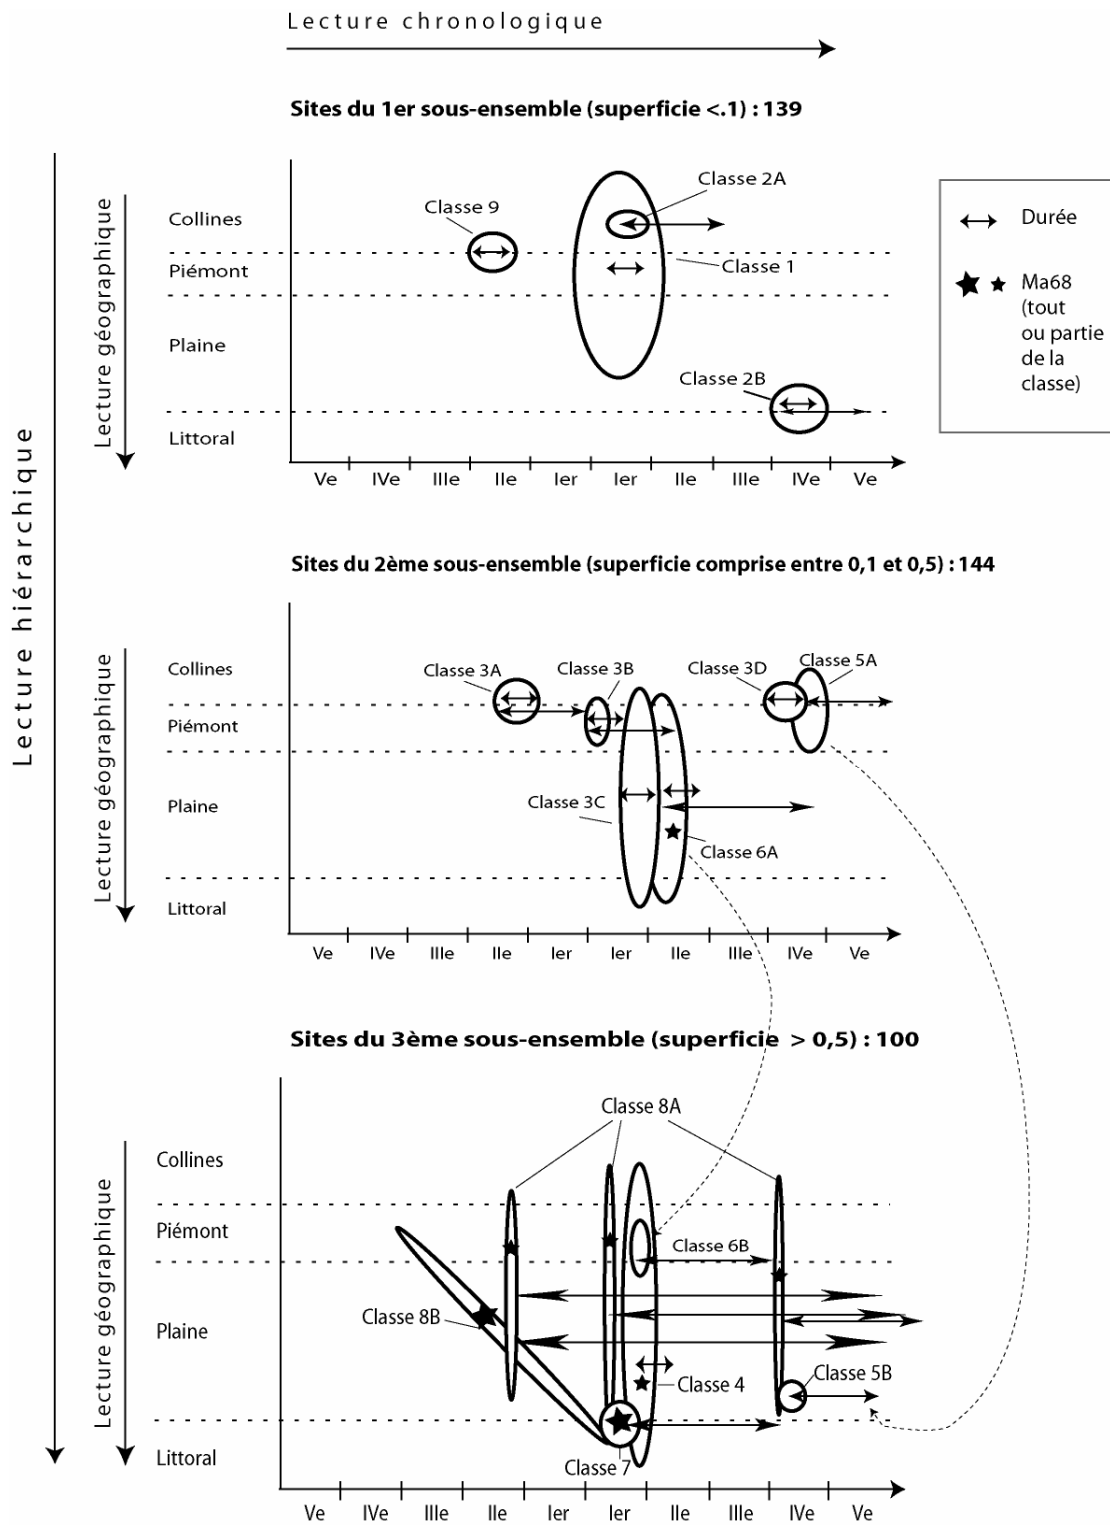 Lecture chronologique
Sites du 1er sous-ensemble (superficie <.1) : 139
Lecture hiérarchique
Lecture géographique
Collines
Piémont
Plaine
Littoral
Classe 9
Classe 2A
Classe 1
Classe 2B
Ve IVe IIIe IIe Ier Ier IIe IIIe IVe Ve
Durée
Ma68
(tout
ou partie
de la
classe)
Sites du 2ème sous-ensemble (superficie comprise entre 0,1 et 0,5) : 144
Lecture géographique
Collines
Piémont
Plaine
Littoral
Classe 3A
Classe 3B
Classe 3D
Classe 5A
Classe 3C
Classe 6A
Ve IVe IIIe IIe Ier Ier IIe IIIe IVe Ve
Sites du 3ème sous-ensemble (superficie > 0,5) : 100
Lecture géographique
Collines
Piémont
Plaine
Littoral
Classe 8A
Classe 6B
Classe 8B
Classe 5B
Classe 4
Classe 7
Ve IVe IIIe IIe Ier Ier IIe IIIe IVe Ve